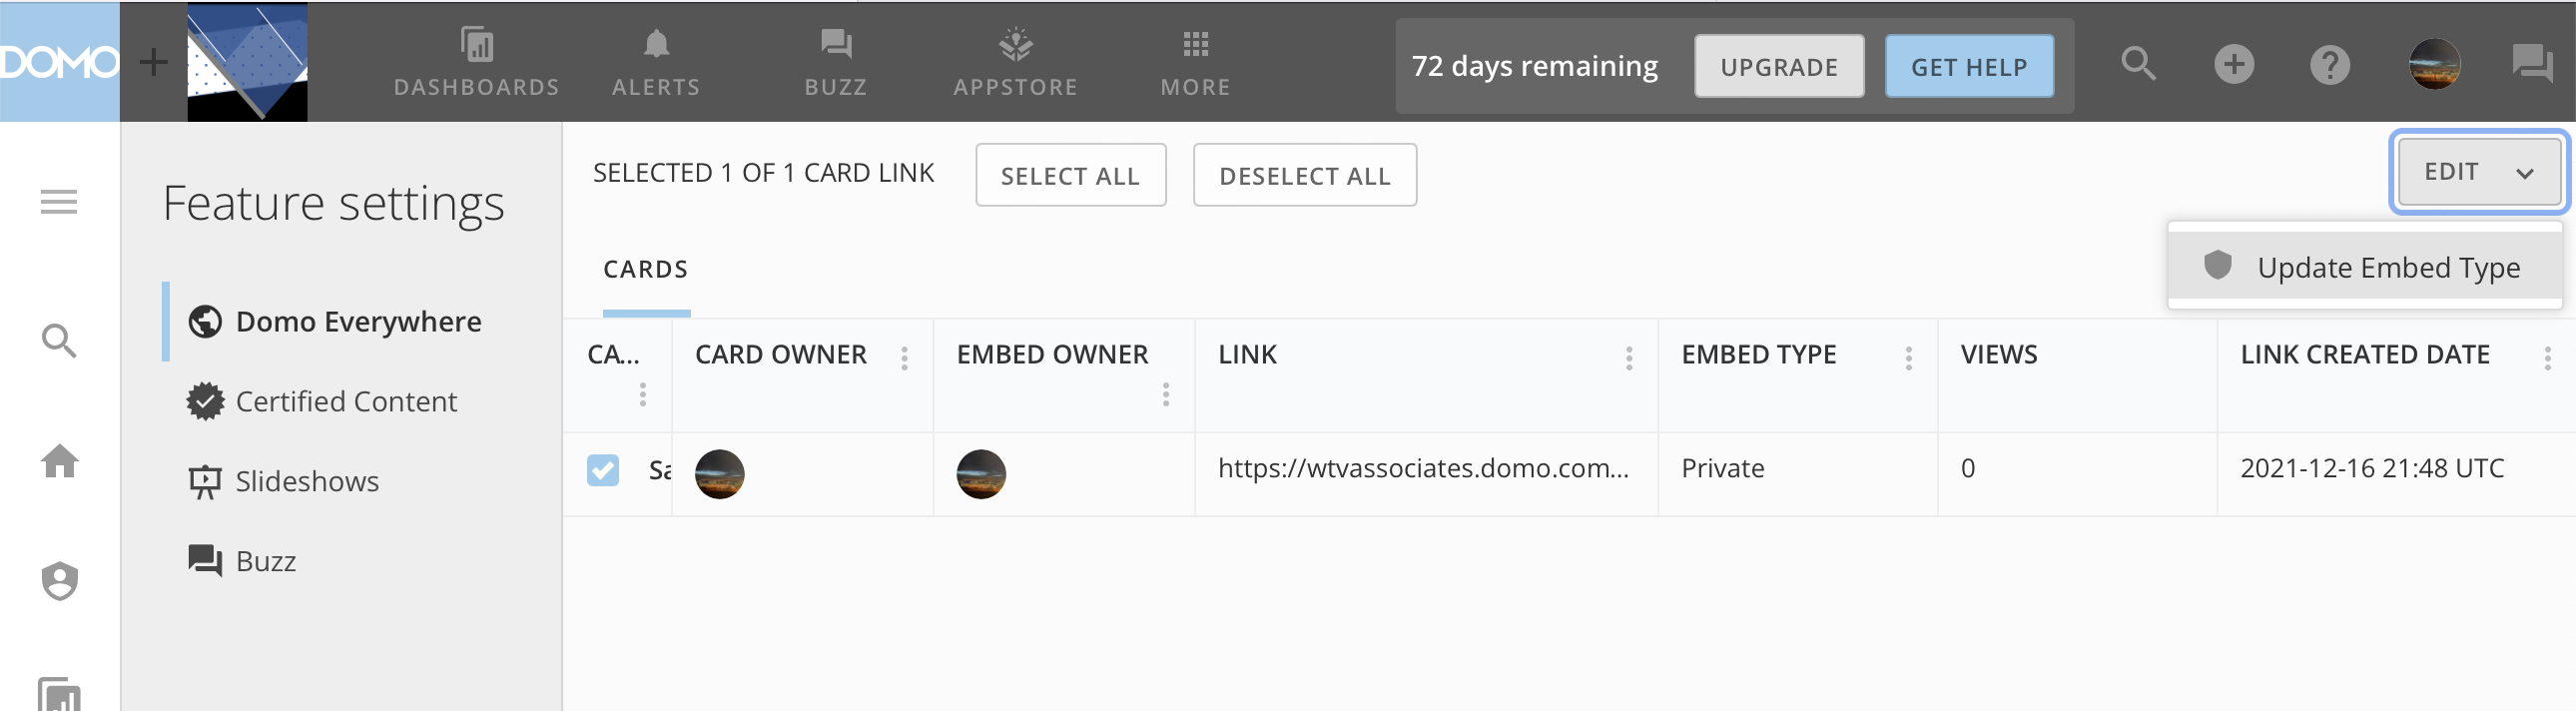 DOMO
DASHBOARDS
ALERTS
BUZZ
APPSTORE
MORE
72 days remaining
UPGRADE
GET HELP
Feature settings
Domo Everywhere
Certified Content
Slideshows
Buzz
SELECTED 1 OF 1 CARD LINK
SELECT ALL
DESELECT ALL
EDIT
Update Embed Type
CARDS
CA... CARD OWNER EMBED OWNER LINK EMBED TYPE VIEWS LINK CREATED DATE
Sa https://wtvassociates.domo.com... Private 0 2021-12-16 21:48 UTC